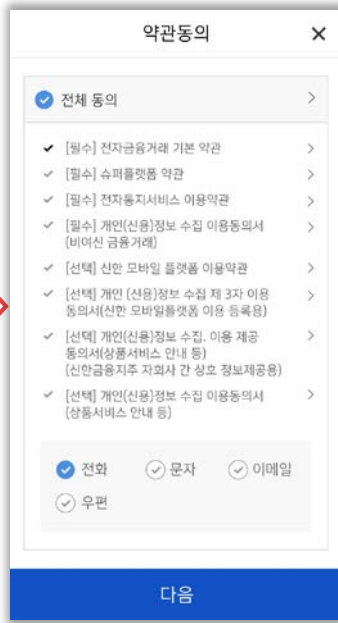 약관동의
전체 동의
[필수] 전자금융거래 기본 약관
[필수] 슈퍼플랫폼 약관
[필수] 전자통지서비스 이용약관
[필수] 개인(신용)정보 수집 이용동의서
(비여신 금융거래)
[선택] 신한 모바일 플랫폼 이용약관
[선택] 개인 (신용)정보 수집 제 3자 이용
동의서(신한 모바일플랫폼 이용 등록용)
[선택] 개인(신용)정보 수집. 이용 제공
동의서(상품서비스 안내 등)
(신한금융지주 자회사 간 상호 정보제공용)
[선택] 개인(신용)정보 수집 이용동의서
(상품서비스 안내 등)
전화 문자 이메일
우편
다음